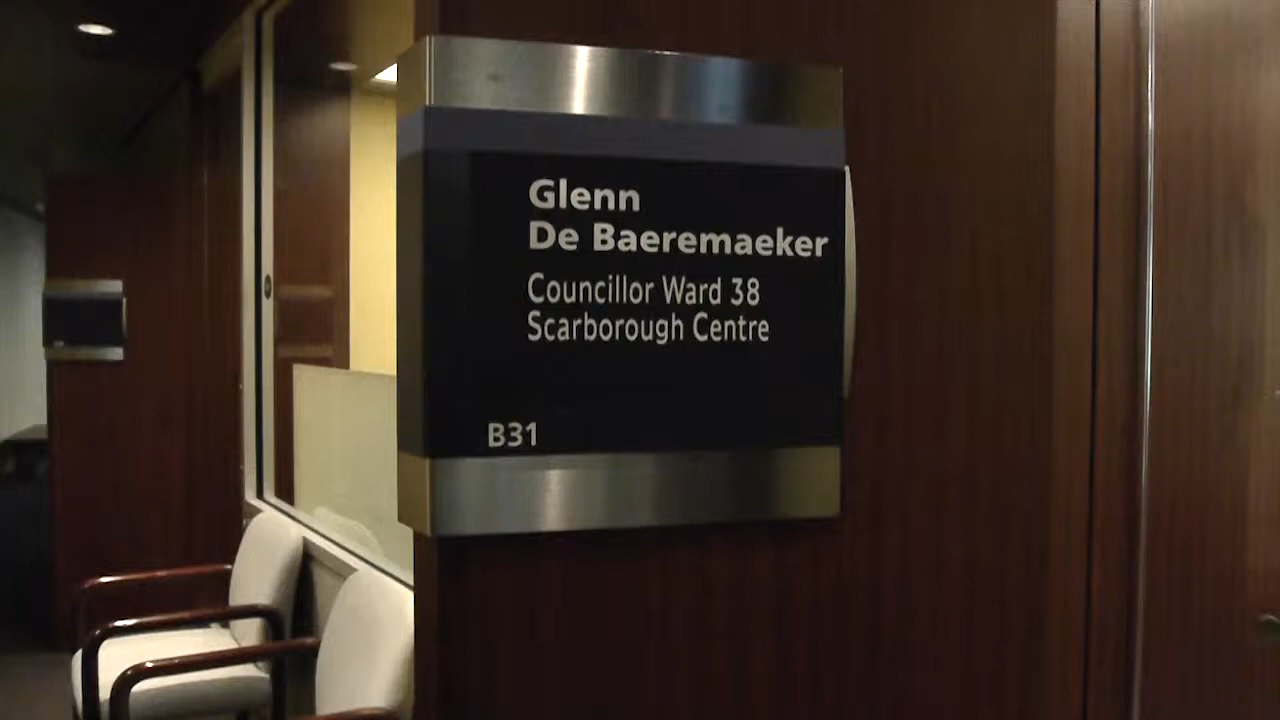 Glenn
De Baeremaeker
Councillor Ward 38
Scarborough Centre
B31